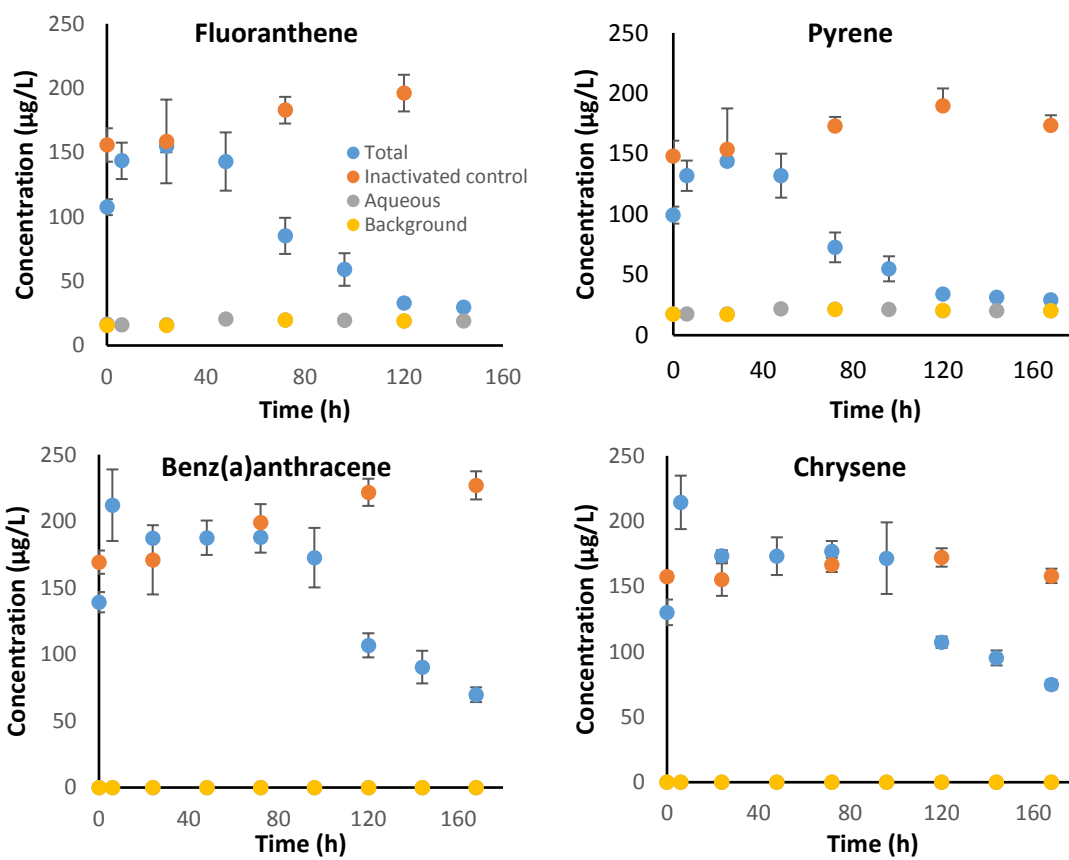 Fluoranthene
Concentration (µg/L)
250
200
150
100
50
0
0 40 80 120 160
Time (h)
Total
Inactivated control
Aqueous
Background
Pyrene
Concentration (µg/L)
250
200
150
100
50
0
0 40 80 120 160
Time (h)
Benz(a)anthracene
Concentration (µg/L)
250
200
150
100
50
0
0 40 80 120 160
Time (h)
Chrysene
Concentration (µg/L)
250
200
150
100
50
0
0 40 80 120 160
Time (h)